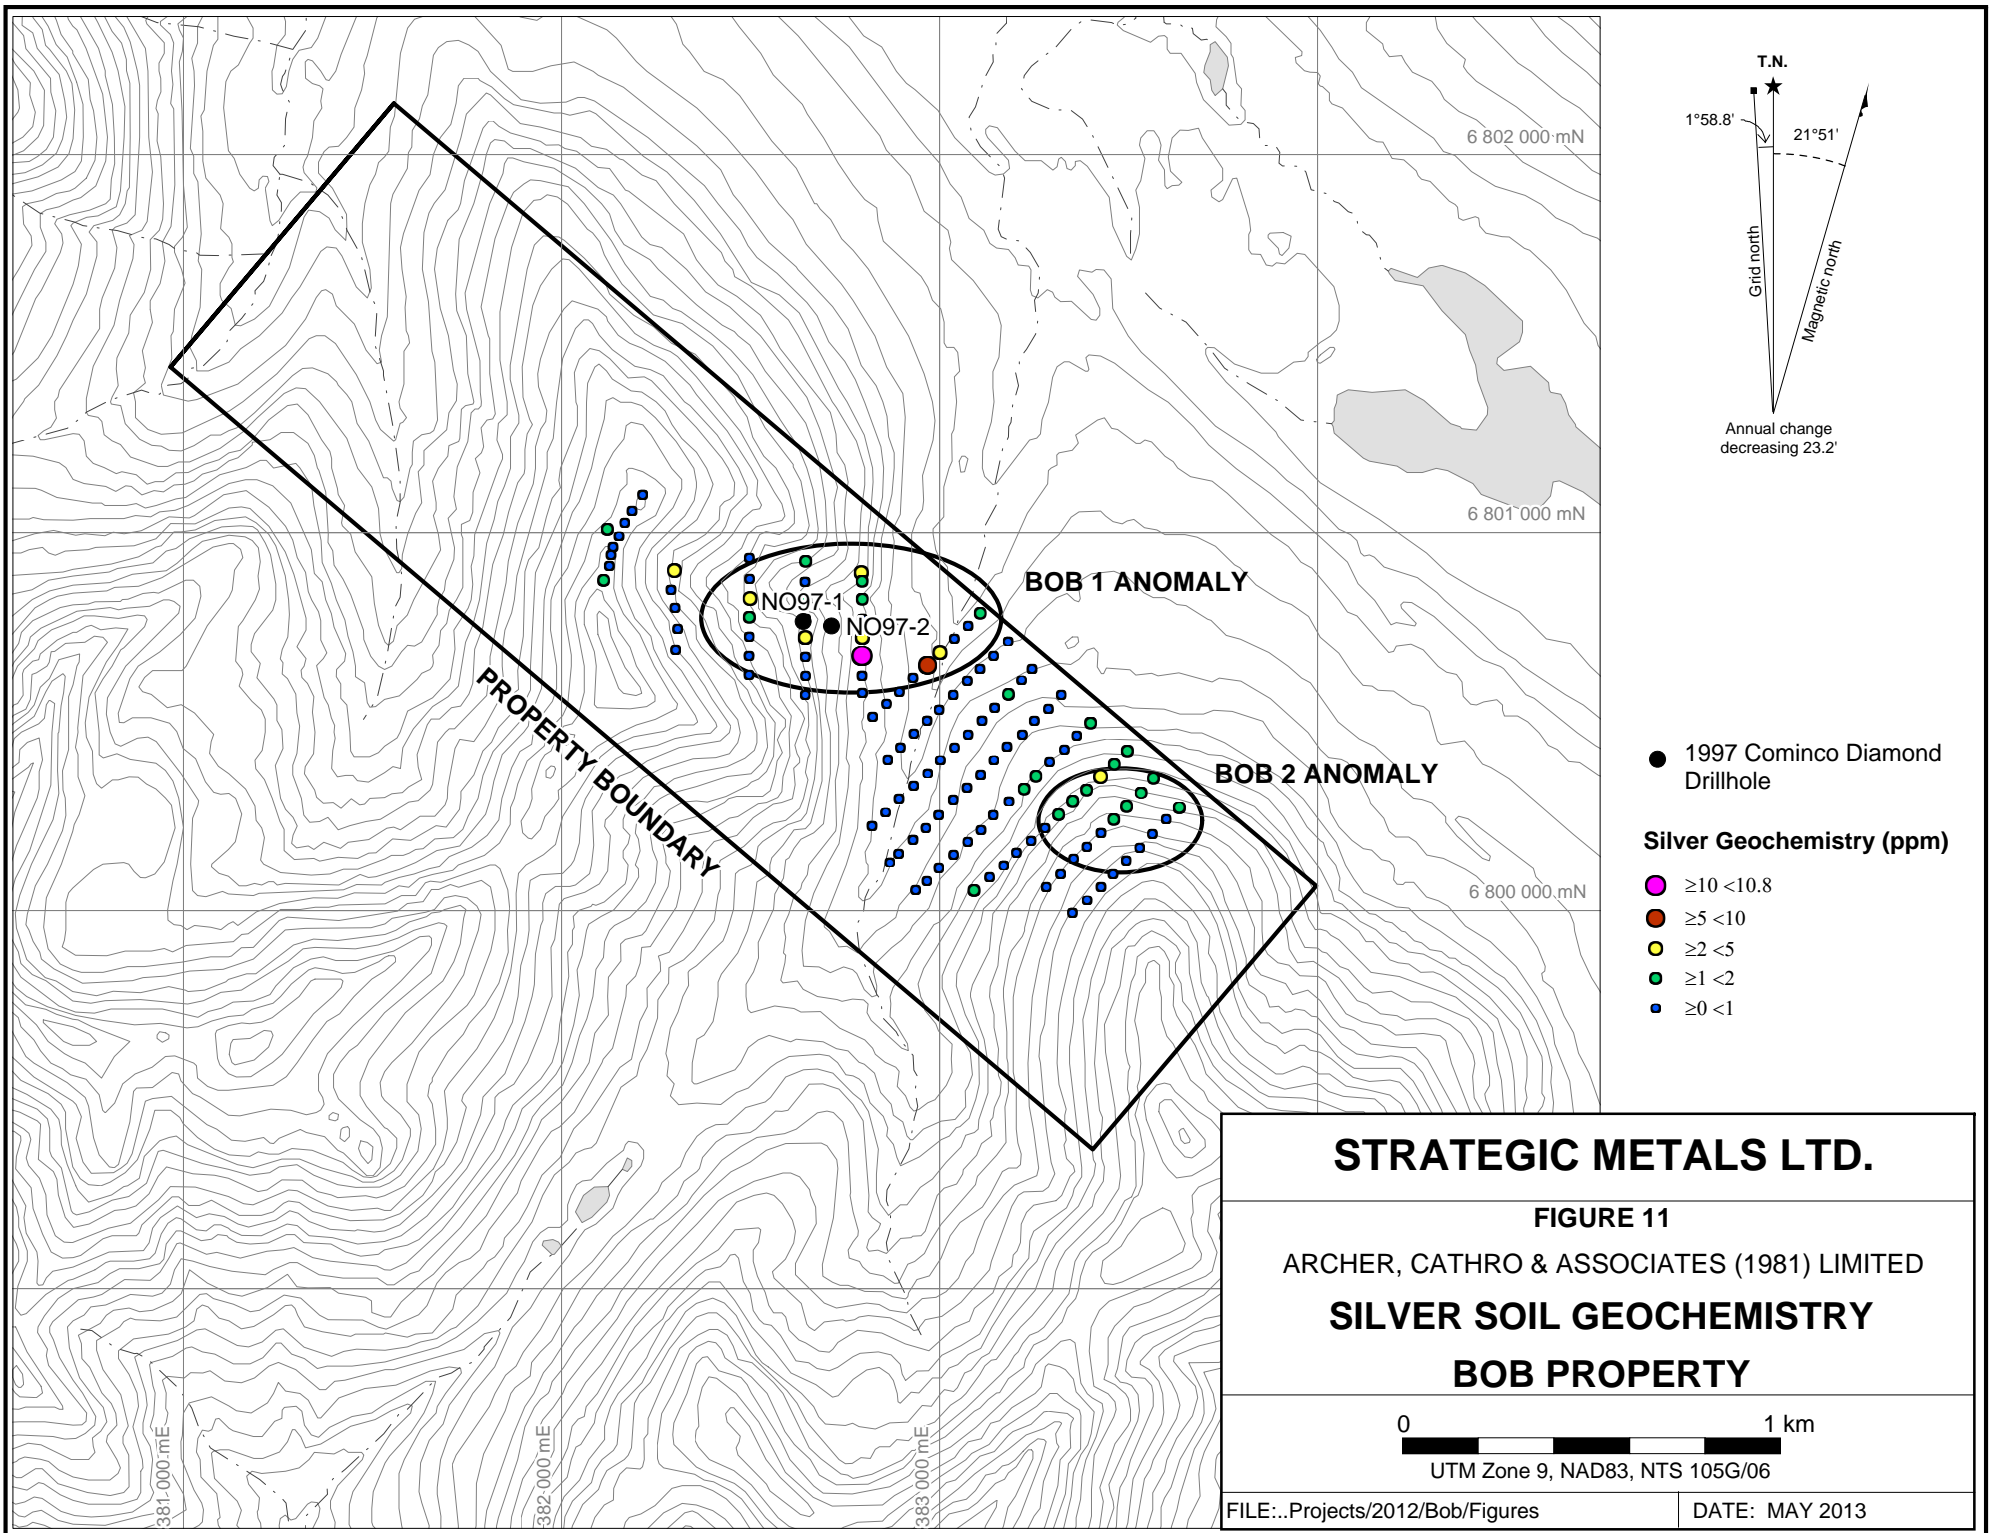 T.N.
1°58.8'
21°51'
Grid north
Magnetic north
Annual change
decreasing 23.2'
6 802 000 mN
6 801 000 mN
6 800 000 mN
381 000 mE
382 000 mE
383 000 mE
BOB 1 ANOMALY
NO97-1
NO97-2
BOB 2 ANOMALY
PROPERTY BOUNDARY
1997 Cominco Diamond
Drillhole
Silver Geochemistry (ppm)
≥10 <10.8
≥5 <10
≥2 <5
≥1 <2
≥0 <1
STRATEGIC METALS LTD.
FIGURE 11
ARCHER, CATHRO & ASSOCIATES (1981) LIMITED
SILVER SOIL GEOCHEMISTRY
BOB PROPERTY
0 1 km
UTM Zone 9, NAD83, NTS 105G/06
FILE:..Projects/2012/Bob/Figures
DATE: MAY 2013